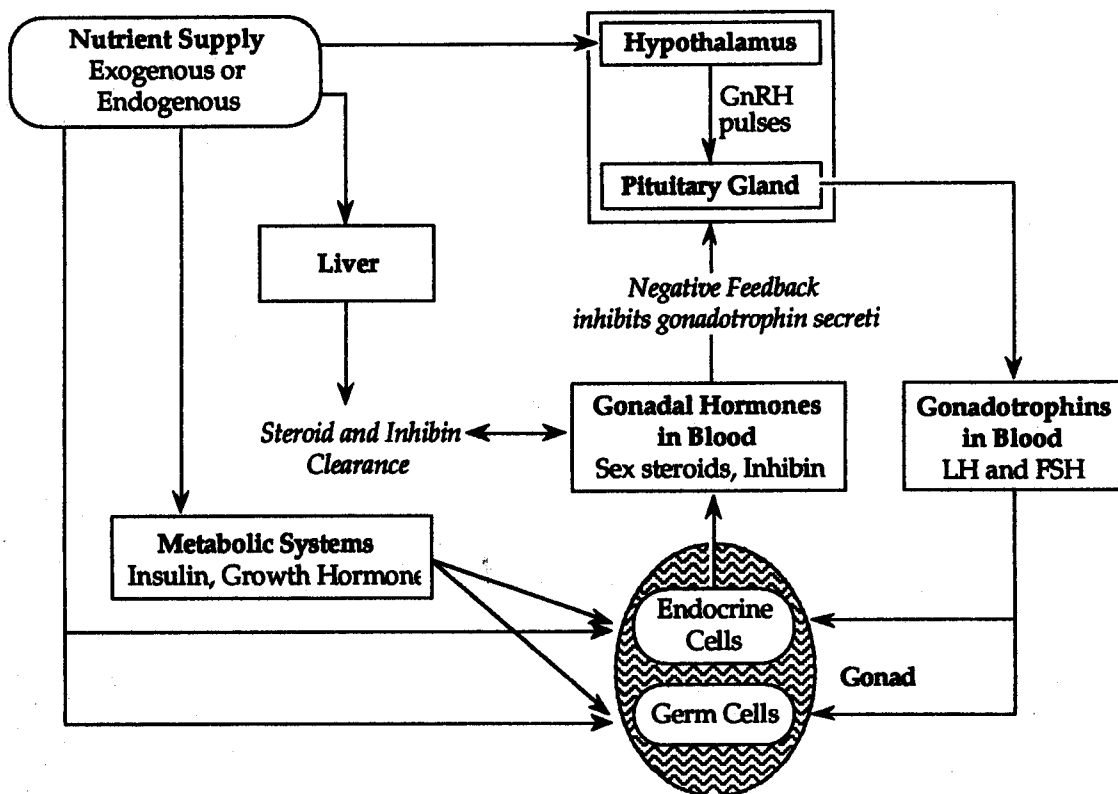 Nutrient Supply
Exogenous or
Endogenous
Hypothalamus
GnRH
pulses
Pituitary Gland
Liver
Negative Feedback
inhibits gonadotrophin secreti
Steroid and Inhibin
Clearance
Gonadal Hormones
in Blood
Sex steroids, Inhibin
Gonadotrophins
in Blood
LH and FSH
Metabolic Systems
Insulin, Growth Hormone
Endocrine
Cells
Gonad
Germ Cells